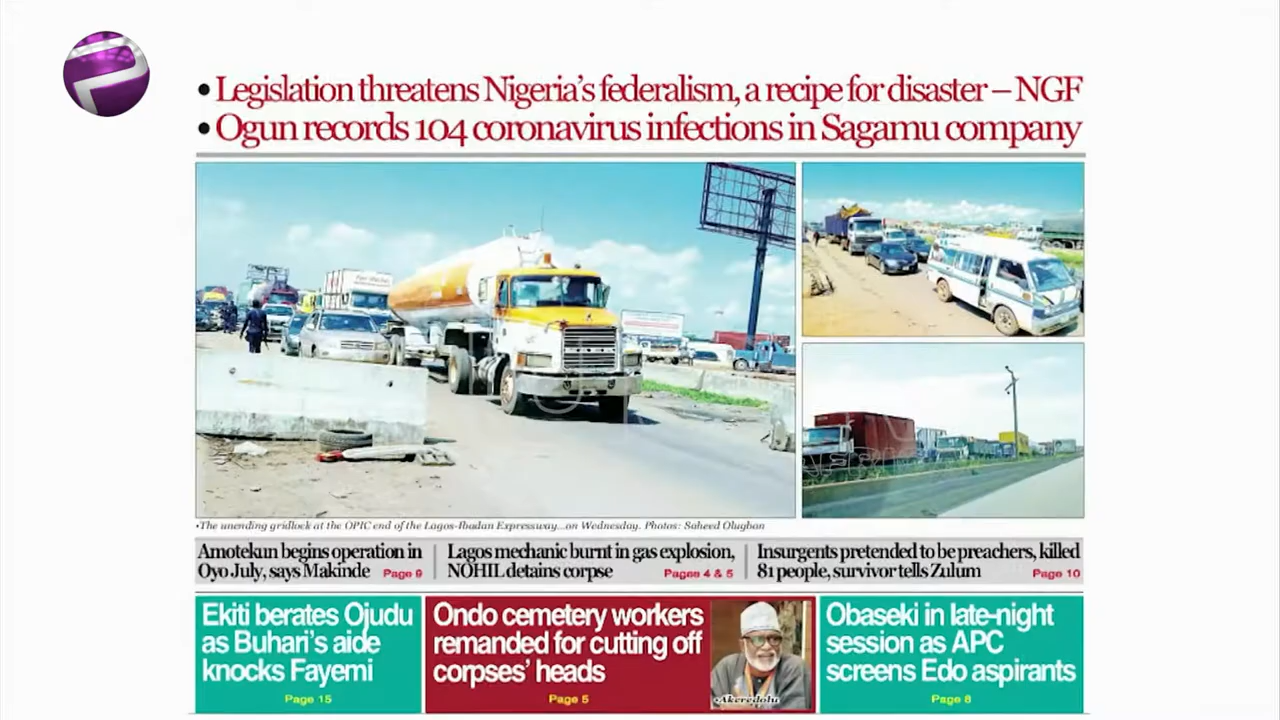 • Legislation threatens Nigeria's federalism, a recipe for disaster – NGF
• Ogun records 104 coronavirus infections in Sagamu company
•The unending gridlock at the OPIC end of the Lagos-Ibadan Expressway...on Wednesday. Photos: Saheed Olugbon
Amotekun begins operation in
Oyo July, says Makinde Page 9
Lagos mechanic burnt in gas explosion,
NOHIL detains corpse Pages 4 & 5
Insurgents pretended to be preachers, killed
81 people, survivor tells Zulum Page 10
Ekiti berates Ojudu
as Buhari's aide
knocks Fayemi
Page 15
Ondo cemetery workers
remanded for cutting off
corpses' heads
Page 5
Akeredolu
Obaseki in late-night
session as APC
screens Edo aspirants
Page 8